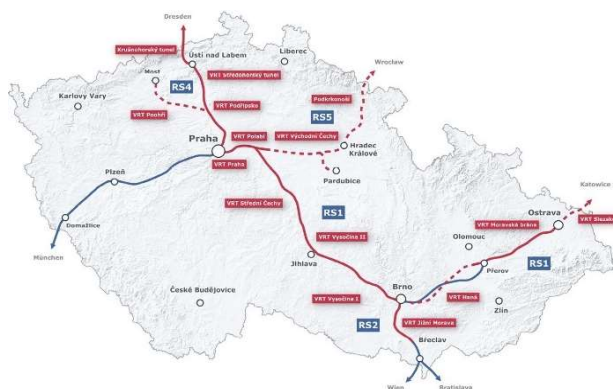 Dresden
Krušnohorský tunel
Ústí nad Labem
Liberec
VRT Středohorský tunel
Most
Wroclaw
RS4
Karlovy Vary
VRT Podřipsko
Podkrkonoší
VRT Poohří
RS5
Praha
VRT Polabí
VRT Východní Čechy
Hradec
Králové
VRT Praha
Pardubice
Plzeň
Katowice
VRT Střední Čechy
RS1
Ostrava
VRT Moravská brána
VRT Slezsko
Domažlice
Olomouc
VRT Vysočina II
RS1
München
Jihlava
Přerov
České Budějovice
VRT Vysočina I
Brno
VRT Haná
Zlín
RS2
VRT Jižní Morava
Břeclav
Wien
Bratislava